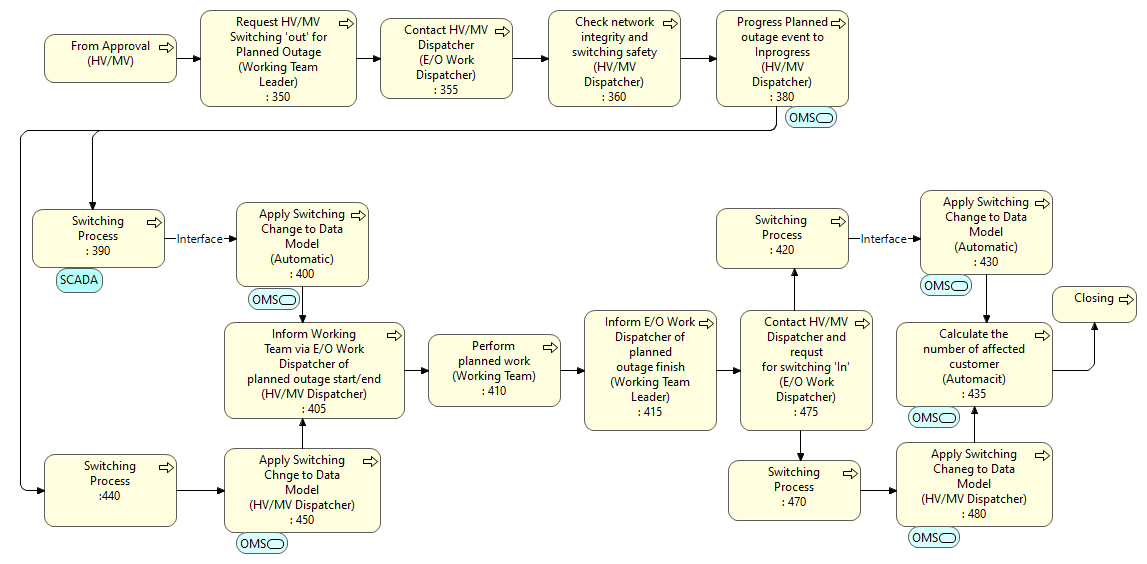 From Approval
(HV/MV)
Request HV/MV
Switching 'out' for
Planned Outage
(Working Team
Leader)
: 350
Contact HV/MV
Dispatcher
(E/O Work
Dispatcher)
: 355
Check network
integrity and
switching safety
(HV/MV
Dispatcher)
: 360
Progress Planned
outage event to
Inprogress
(HV/MV
Dispatcher)
: 380
OMS
Switching
Process
: 390
SCADA
Interface
Apply Switching
Change to Data
Model
(Automatic)
: 400
OMS
Switching
Process
: 420
Interface
Apply Switching
Change to Data
Model
(Automatic)
: 430
OMS
Closing
Inform Working
Team via E/O Work
Dispatcher of
planned outage start/end
(HV/MV Dispatcher)
: 405
Perform
planned work
(Working Team)
: 410
Inform E/O Work
Dispatcher of
planned
outage finish
(Working Team
Leader)
: 415
Contact HV/MV
Dispatcher and
requst
for switching 'In'
(E/O Work
Dispatcher)
: 475
Calculate the
number of affected
customer
(Automacit)
: 435
OMS
Switching
Process
:440
Apply Switching
Chnge to Data
Model
(HV/MV Dispatcher)
: 450
OMS
Switching
Process
: 470
Apply Switching
Chaneg to Data
Model
(HV/MV Dispatcher)
: 480
OMS